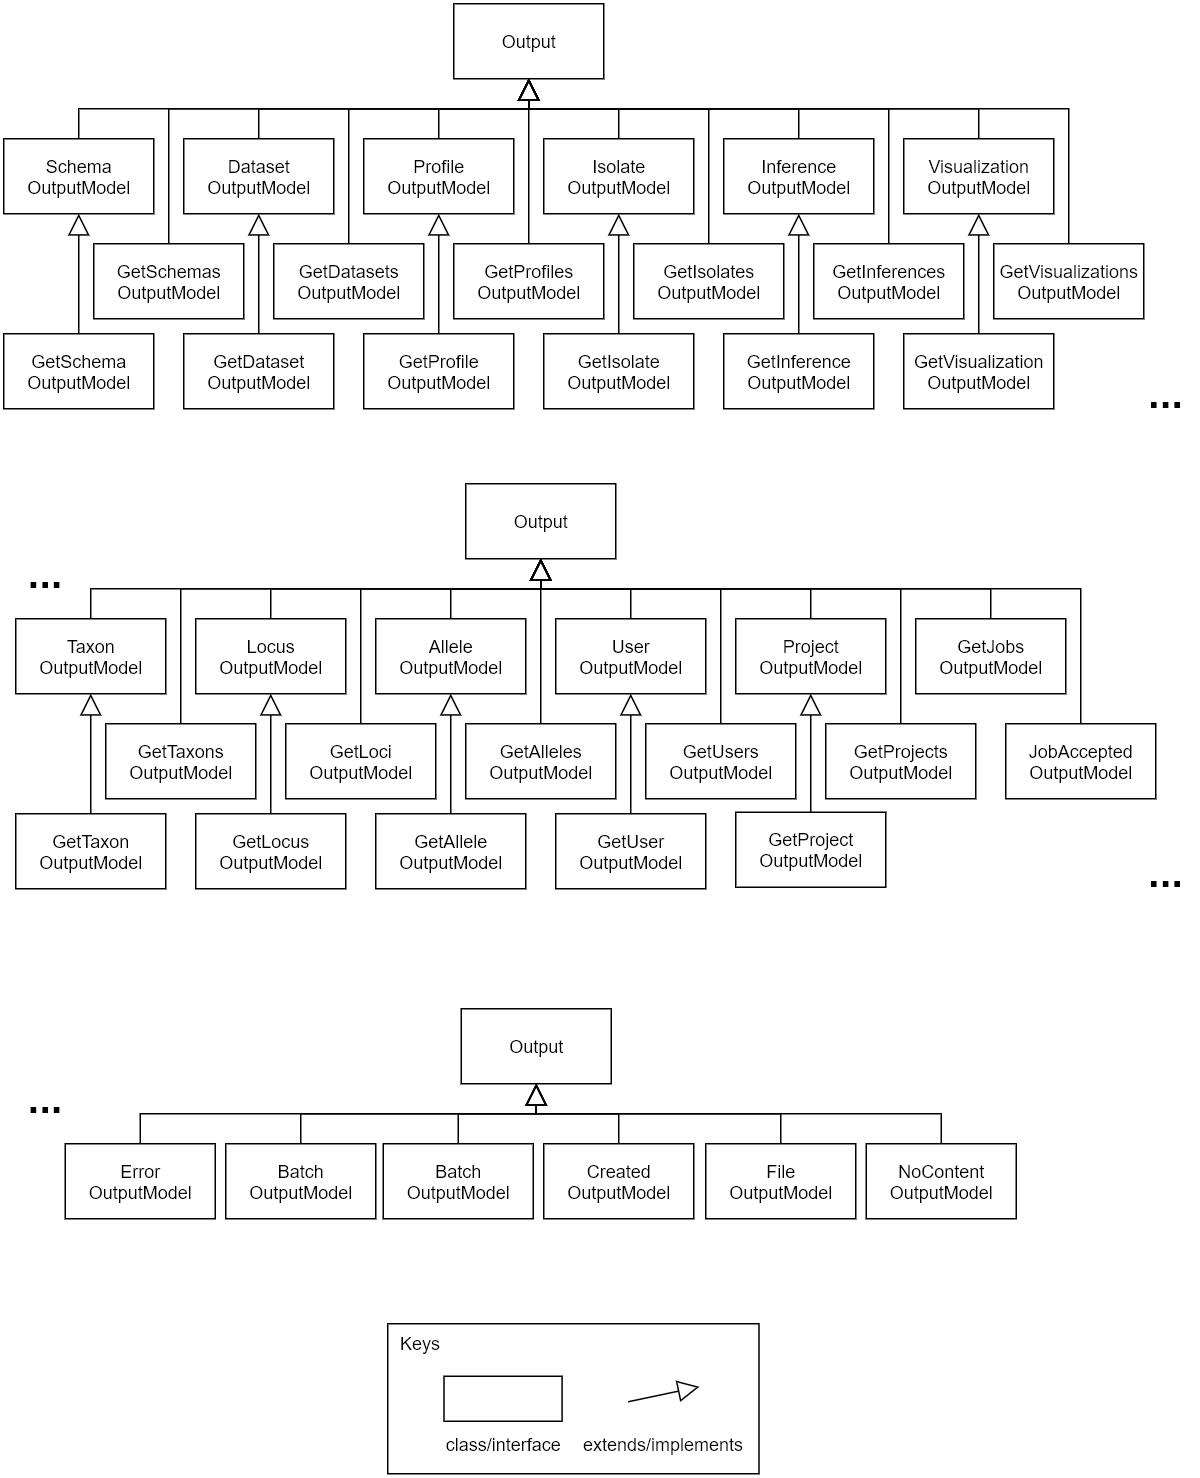 Output
Schema
OutputModel
Dataset
OutputModel
Profile
OutputModel
Isolate
OutputModel
Inference
OutputModel
Visualization
OutputModel
GetSchemas
OutputModel
GetDatasets
OutputModel
GetProfiles
OutputModel
GetIsolates
OutputModel
GetInferences
OutputModel
GetVisualizations
OutputModel
GetSchema
OutputModel
GetDataset
OutputModel
GetProfile
OutputModel
GetIsolate
OutputModel
GetInference
OutputModel
GetVisualization
OutputModel
...
Output
...
Taxon
OutputModel
Locus
OutputModel
Allele
OutputModel
User
OutputModel
Project
OutputModel
GetJobs
OutputModel
GetTaxons
OutputModel
GetLoci
OutputModel
GetAlleles
OutputModel
GetUsers
OutputModel
GetProjects
OutputModel
JobAccepted
OutputModel
GetTaxon
OutputModel
GetLocus
OutputModel
GetAllele
OutputModel
GetUser
OutputModel
GetProject
OutputModel
...
Output
...
Error
OutputModel
Batch
OutputModel
Batch
OutputModel
Created
OutputModel
File
OutputModel
NoContent
OutputModel
Keys
class/interface
extends/implements